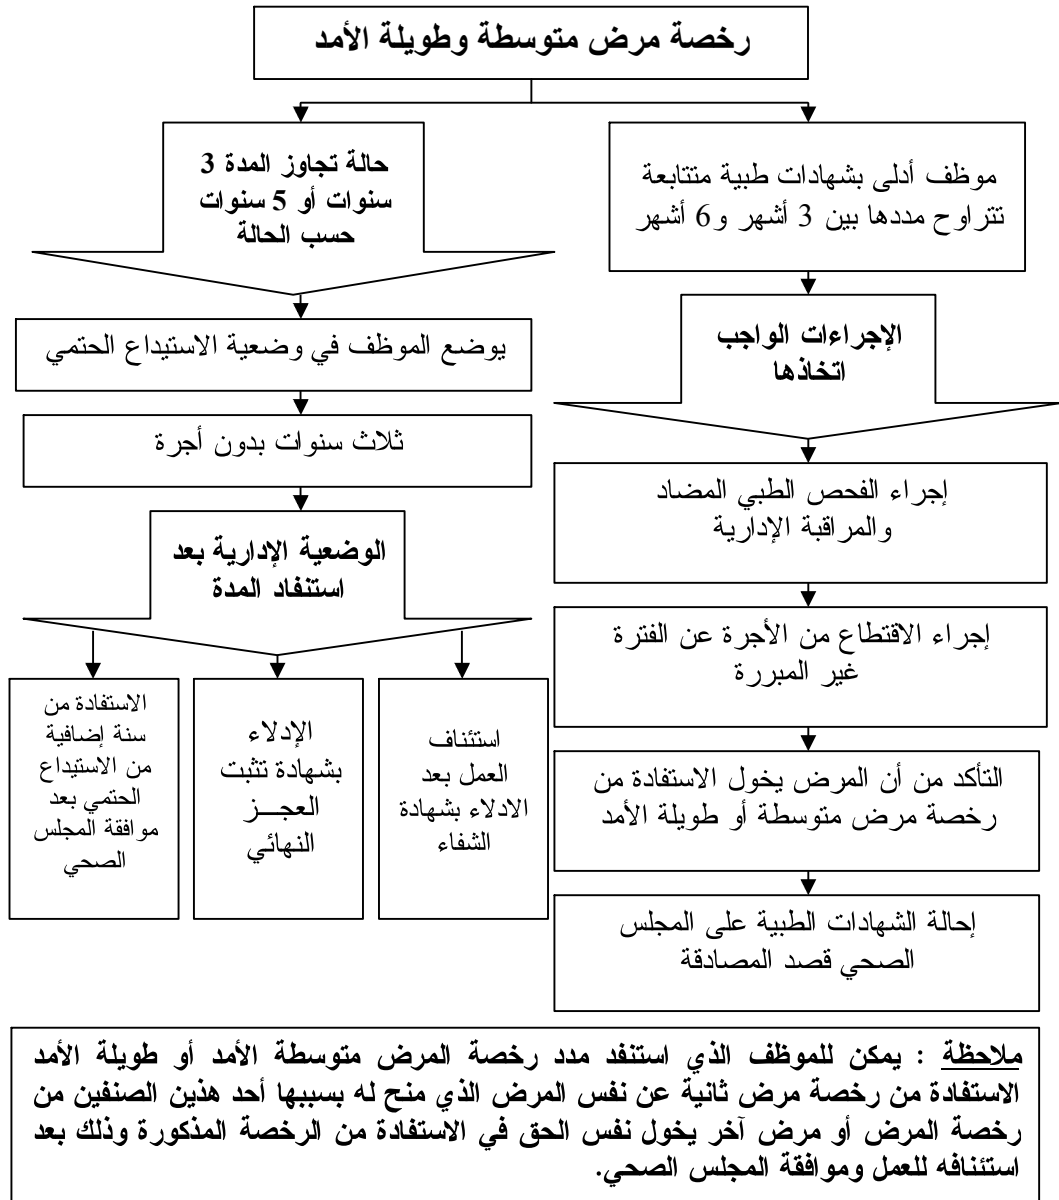 رخصة مرض متوسطة وطويلة الأمد
موظف أدلى بشهادات طبية متتابعة
تتراوح مددها بين 3 أشهر و6 أشهر
الإجراءات الواجب
اتخاذها
إجراء الفحص الطبي المضاد
والمراقبة الإدارية
إجراء الاقتطاع من الأجرة عن الفترة
غير المبررة
التأكد من أن المرض يخول الاستفادة من
رخصة مرض متوسطة أو طويلة الأمد
إحالة الشهادات الطبية على المجلس
الصحي قصد المصادقة
حالة تجاوز المدة 3
سنوات أو 5 سنوات
حسب الحالة
يوضع الموظف في وضعية الاستيداع الحتمي
ثلاث سنوات بدون أجرة
الوضعية الإدارية بعد
استنفاد المدة
استئناف
العمل بعد
الادلاء بشهادة
الشفاء
الإدلاء
بشهادة تثبت
العجــز
النهائي
الاستفادة من
سنة إضافية
من الاستيداع
الحتمي بعد
موافقة المجلس
الصحي
ملاحظة : يمكن للموظف الذي استنفد مدد رخصة المرض متوسطة الأمد أو طويلة الأمد
الاستفادة من رخصة مرض ثانية عن نفس المرض الذي منح له بسببها أحد هذين الصنفين من
رخصة المرض أو مرض آخر يخول نفس الحق في الاستفادة من الرخصة المذكورة وذلك بعد
استئنافه للعمل وموافقة المجلس الصحي.